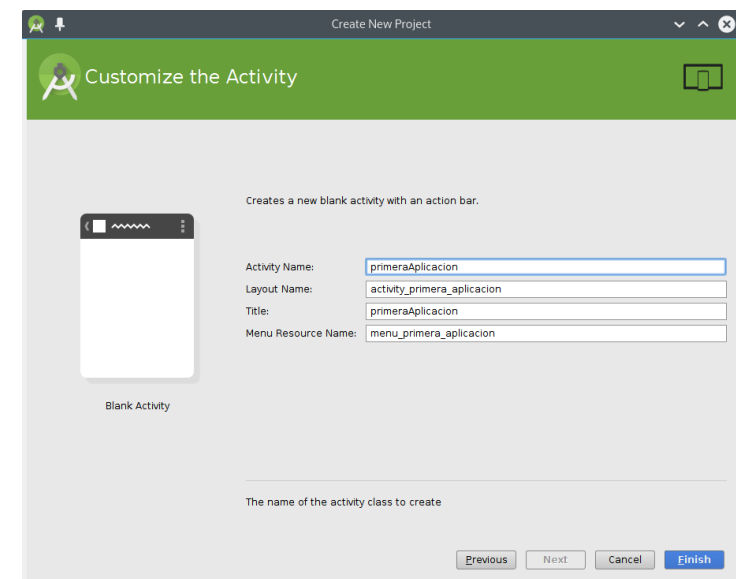 Create New Project
Customize the Activity
Creates a new blank activity with an action bar.
Activity Name: primeraAplicacion
Layout Name: activity_primera_aplicacion
Title: primeraAplicacion
Menu Resource Name: menu_primera_aplicacion
Blank Activity
The name of the activity class to create
Previous Next Cancel Finish